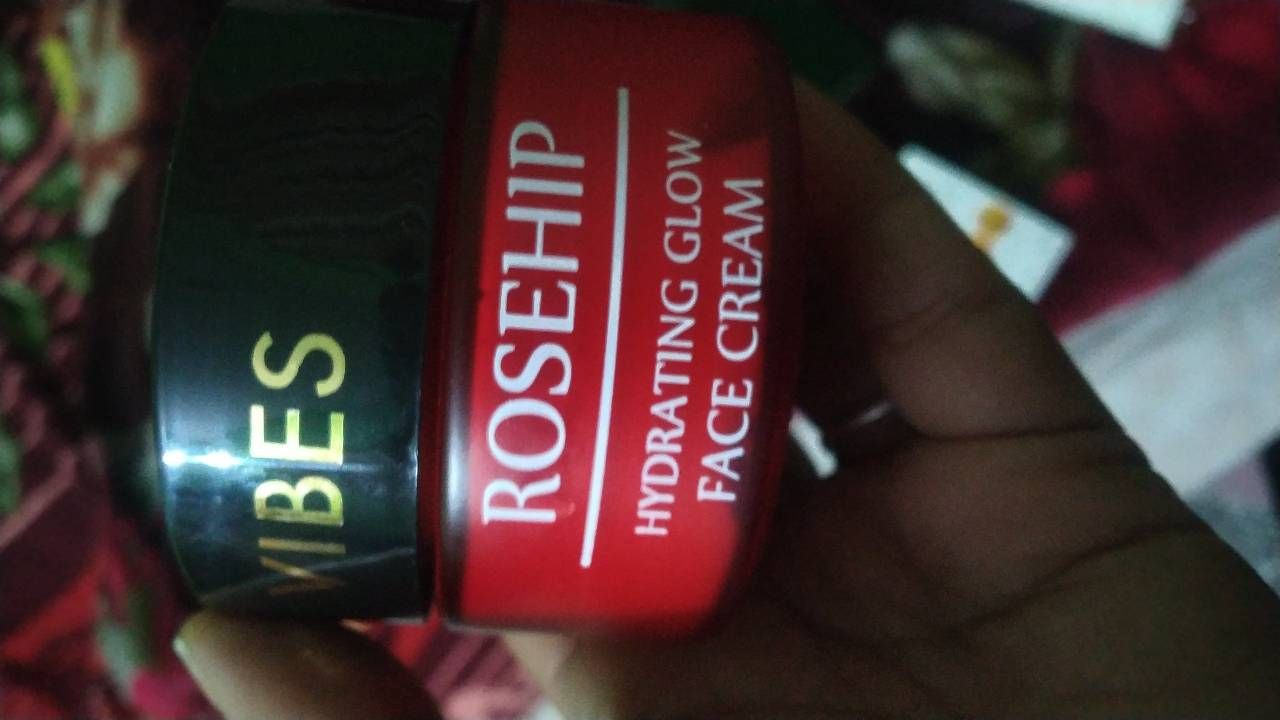 VIBES
ROSEHIP
HYDRATING GLOW
FACE CREAM